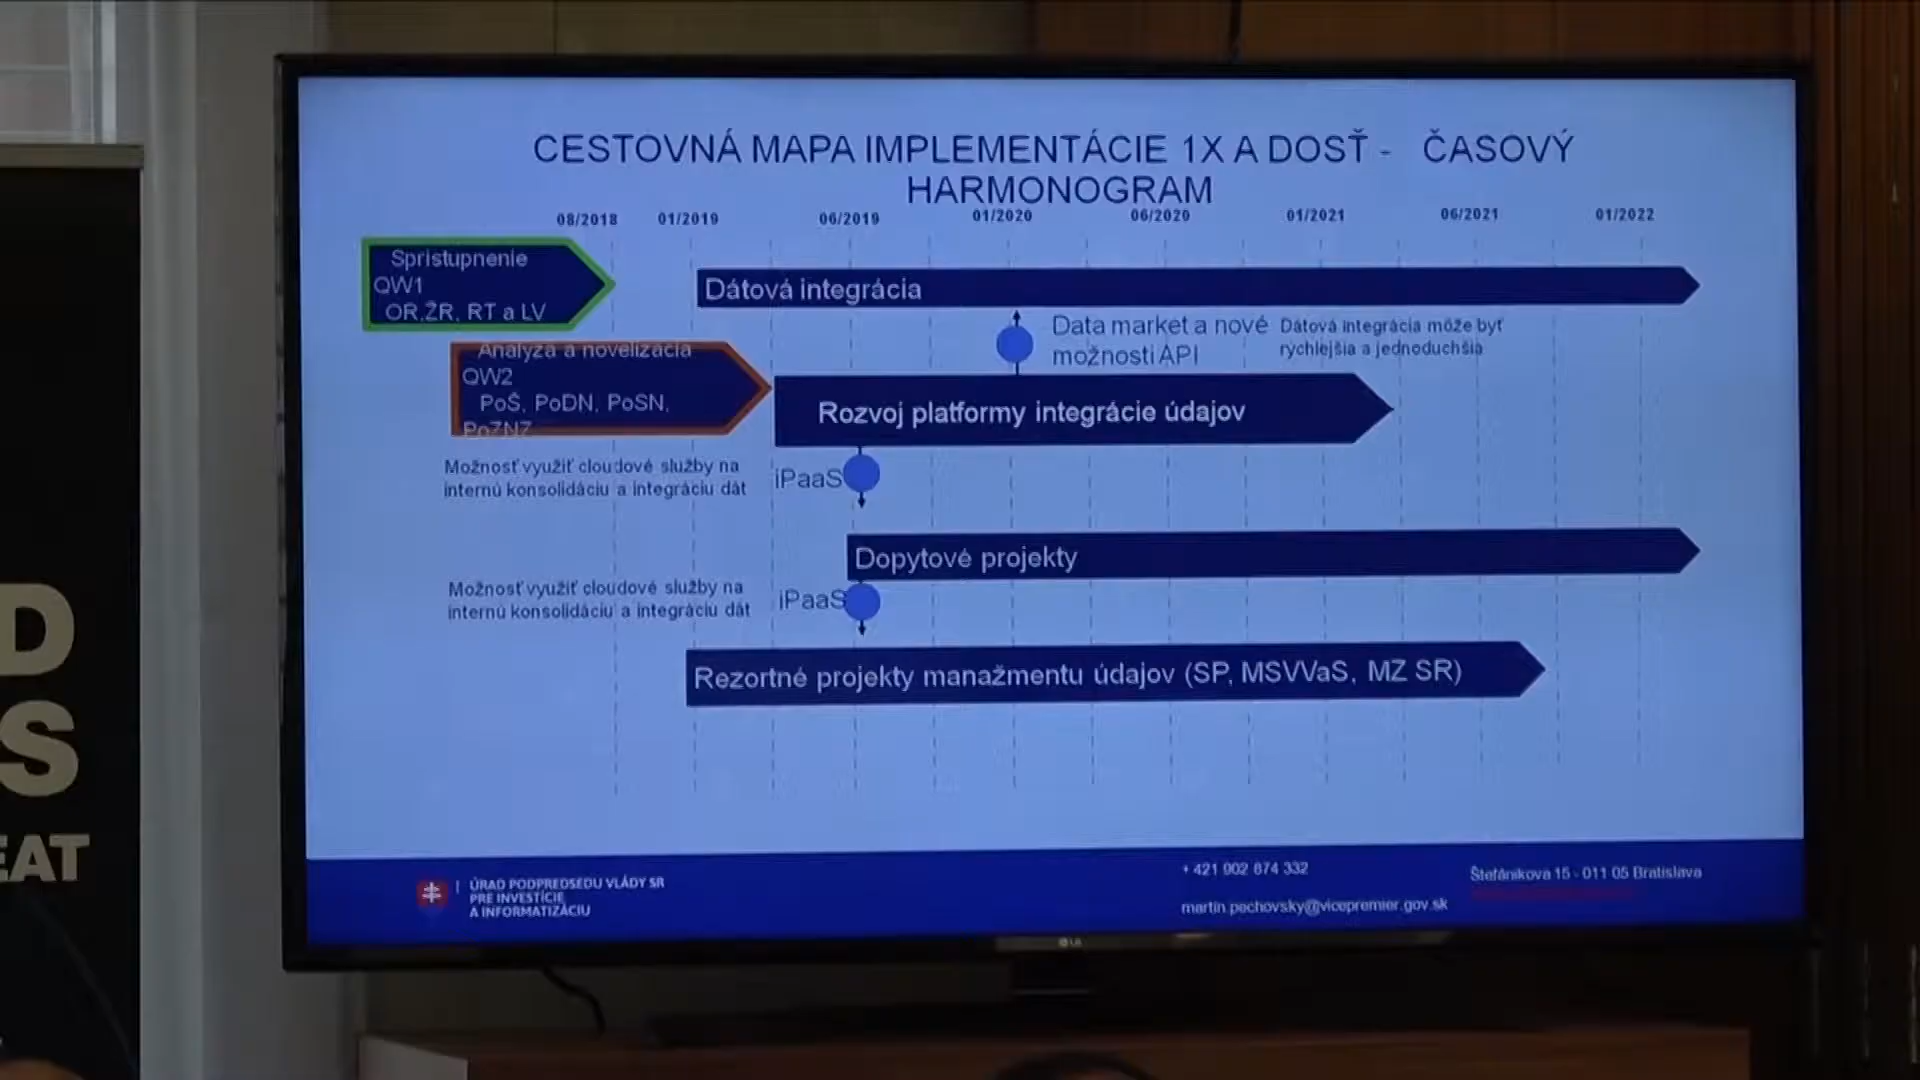 CESTOVNÁ MAPA IMPLEMENTÁCIE 1X A DOSŤ - ČASOVÝ
HARMONOGRAM
08/2018 01/2019 06/2019 01/2020 06/2020 01/2021 06/2021 01/2022
Sprístupnenie
QW1
OR,ŽR, RT a LV
Dátová integrácia
Data market a nové
možnosti API
Dátová integrácia môže byť
rýchlejšia a jednoduchšia
Analýza a novelizácia
QW2
PoŠ, PoDN, PoSN,
PoZNZ
Rozvoj platformy integrácie údajov
Možnosť využiť cloudové služby na
internú konsolidáciu a integráciu dát
iPaaS
Dopytové projekty
Možnosť využiť cloudové služby na
internú konsolidáciu a integráciu dát
iPaaS
Rezortné projekty manažmentu údajov (SP, MSVVaS, MZ SR)
ÚRAD PODPREDSEDU VLÁDY SR
PRE INVESTÍCIE
A INFORMATIZÁCIU
+ 421 902 874 332
martin.pechovsky@vicepremier.gov.sk
Štefánikova 15 - 011 05 Bratislava
LG
D
S
EAT